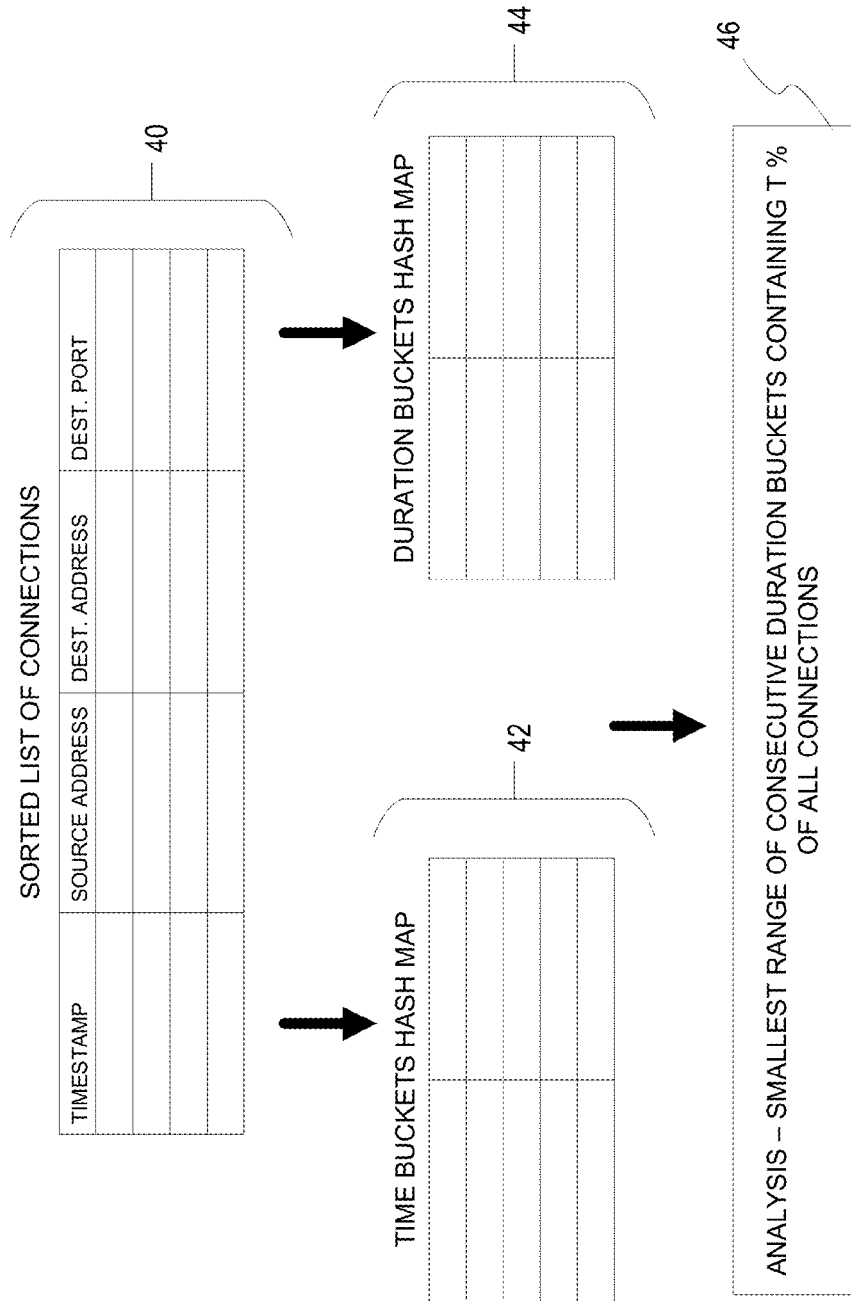 SORTED LIST OF CONNECTIONS
TIMESTAMP
SOURCE ADDRESS
DEST. ADDRESS
DEST. PORT
40
TIME BUCKETS HASH MAP
42
DURATION BUCKETS HASH MAP
44
46
ANALYSIS – SMALLEST RANGE OF CONSECUTIVE DURATION BUCKETS CONTAINING T %
OF ALL CONNECTIONS